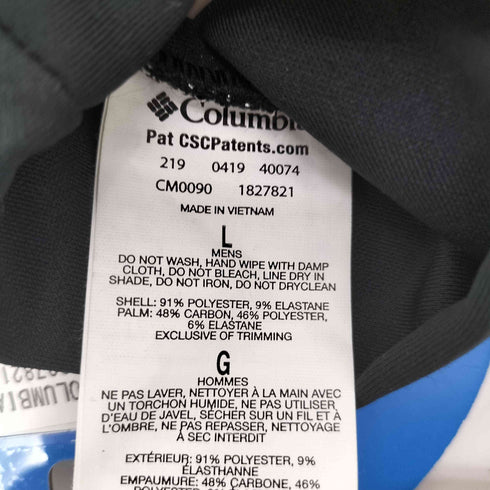 Columbia
Pat CSCPatents.com
219 0419 40074
CM0090 1827821
MADE IN VIETNAM
L
MENS
DO NOT WASH, HAND WIPE WITH DAMP
CLOTH, DO NOT BLEACH, LINE DRY IN
SHADE, DO NOT IRON, DO NOT DRYCLEAN
SHELL: 91% POLYESTER, 9% ELASTANE
PALM: 48% CARBON, 46% POLYESTER,
6% ELASTANE
EXCLUSIVE OF TRIMMING
G
HOMMES
NE PAS LAVER, NETTOYER À LA MAIN AVEC
UN TORCHON HUMIDE, NE PAS UTILISER
D'EAU DE JAVEL, SÉCHER SUR UN FIL ET À
L'OMBRE, NE PAS REPASSER, NETTOYAGE
À SEC INTERDIT
EXTÉRIEUR: 91% POLYESTER, 9%
ÉLASTHANNE
EMPAUMURE: 48% CARBONE, 46%
COLUMBIA